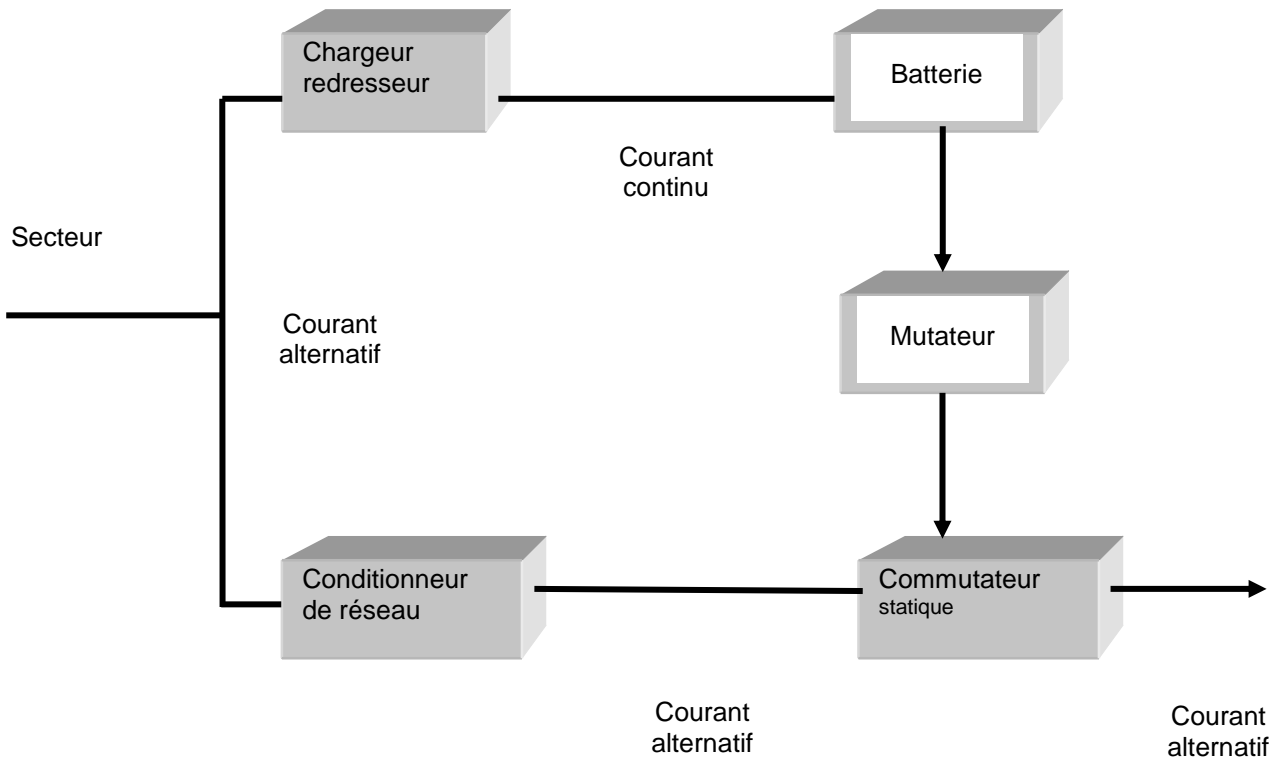 Chargeur
redresseur
Batterie
Courant
continu
Secteur
Courant
alternatif
Mutateur
Conditionneur
de réseau
Commutateur
statique
Courant
alternatif
Courant
alternatif